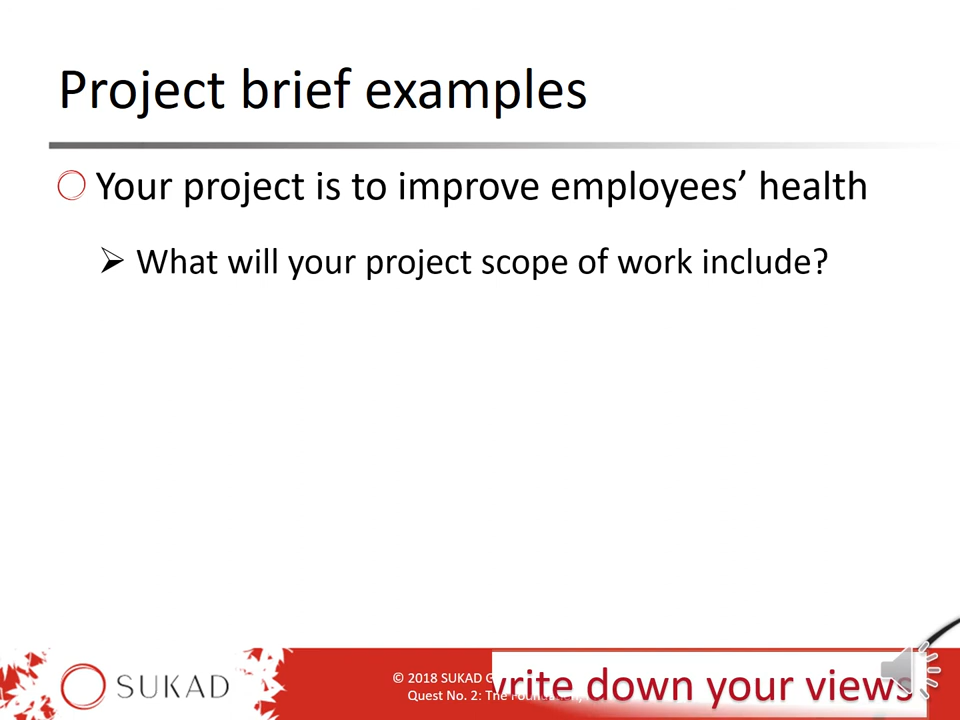 Project brief examples
Your project is to improve employees’ health
What will your project scope of work include?
SUKAD
© 2018 SUKAD
Quest No. 2: The
write down your views